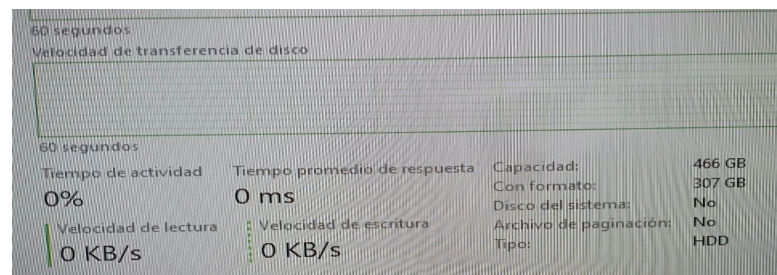 60 segundos
Velocidad de transferencia de disco
60 segundos
Tiempo de actividad
0%
Tiempo promedio de respuesta
0 ms
Velocidad de lectura
0 KB/s
Velocidad de escritura
0 KB/s
Capacidad: 466 GB
Con formato: 307 GB
Disco del sistema: No
Archivo de paginación: No
Tipo: HDD